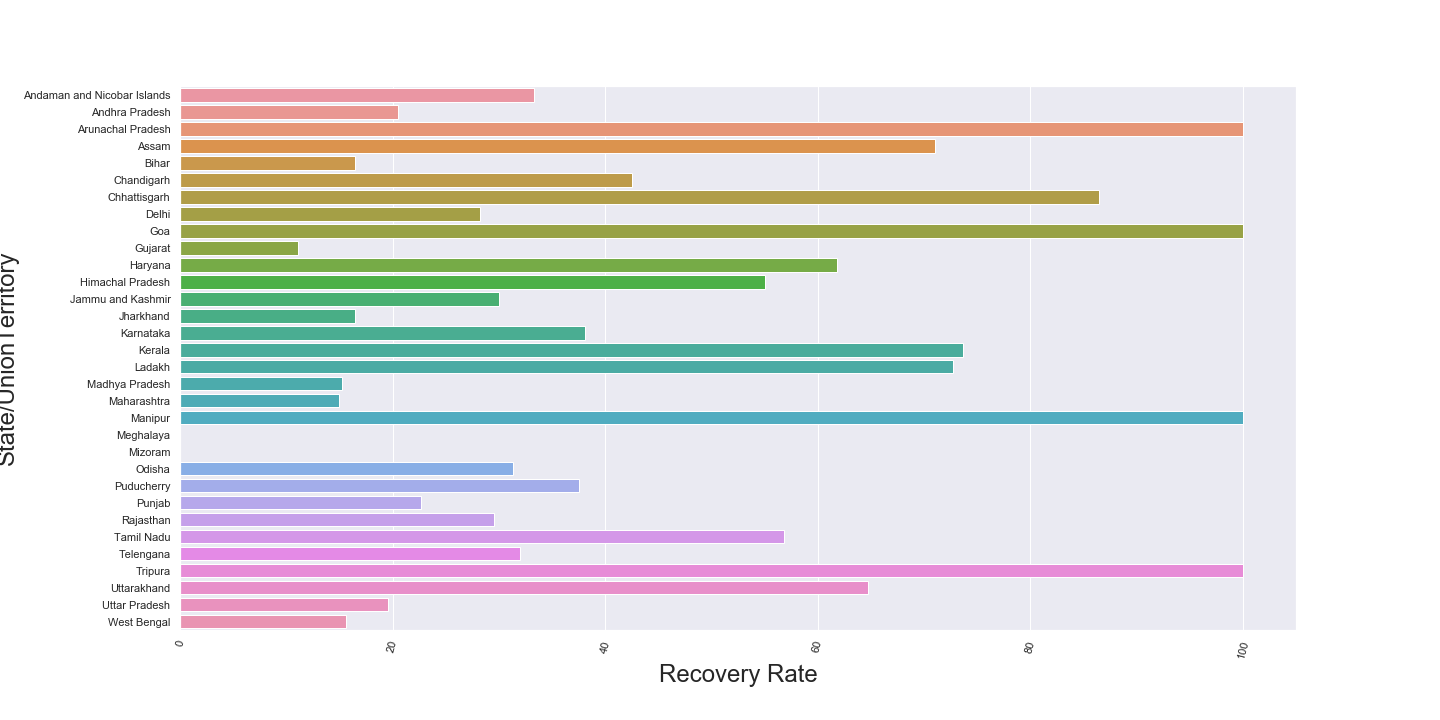 State/UnionTerritory
Andaman and Nicobar Islands
Andhra Pradesh
Arunachal Pradesh
Assam
Bihar
Chandigarh
Chhattisgarh
Delhi
Goa
Gujarat
Haryana
Himachal Pradesh
Jammu and Kashmir
Jharkhand
Karnataka
Kerala
Ladakh
Madhya Pradesh
Maharashtra
Manipur
Meghalaya
Mizoram
Odisha
Puducherry
Punjab
Rajasthan
Tamil Nadu
Telengana
Tripura
Uttarakhand
Uttar Pradesh
West Bengal
0 20 40 60 80 100
Recovery Rate